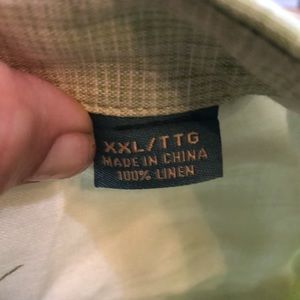 XXL/TTG
MADE IN CHINA
100% LINEN